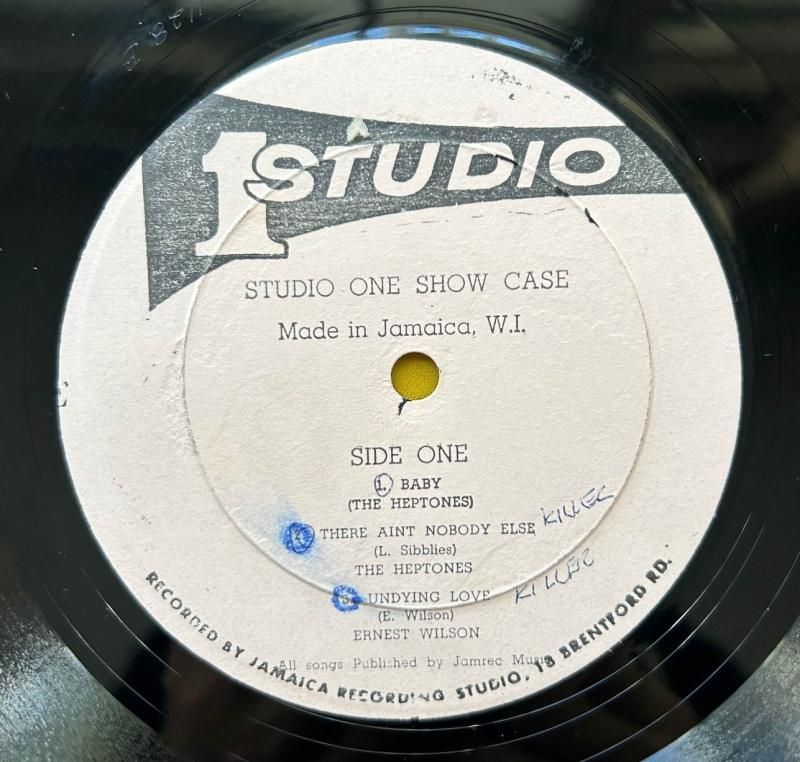 1 STUDIO
STUDIO ONE SHOW CASE
Made in Jamaica, W.I.
SIDE ONE
1. BABY
(THE HEPTONES)
2. THERE AINT NOBODY ELSE KILLER
(L. Sibblies)
THE HEPTONES
3. UNDYING LOVE KILLER
(E. Wilson)
ERNEST WILSON
All songs Published by Jamrec Music
RECORDED BY JAMAICA RECORDING STUDIO, 13 BRENTFORD RD.